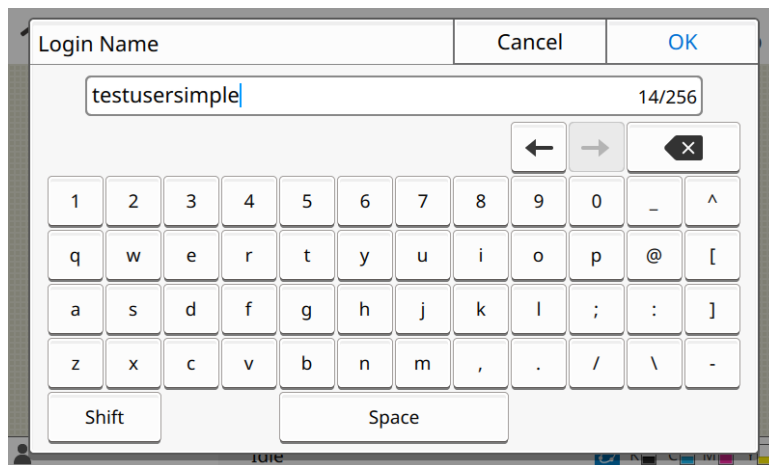 Login Name Cancel OK
testusersimple 14/256
1 2 3 4 5 6 7 8 9 0 _ ^
q w e r t y u i o p @ [
a s d f g h j k l ; : ]
z x c v b n m , . / \ -
Shift Space
Idle K C M Y